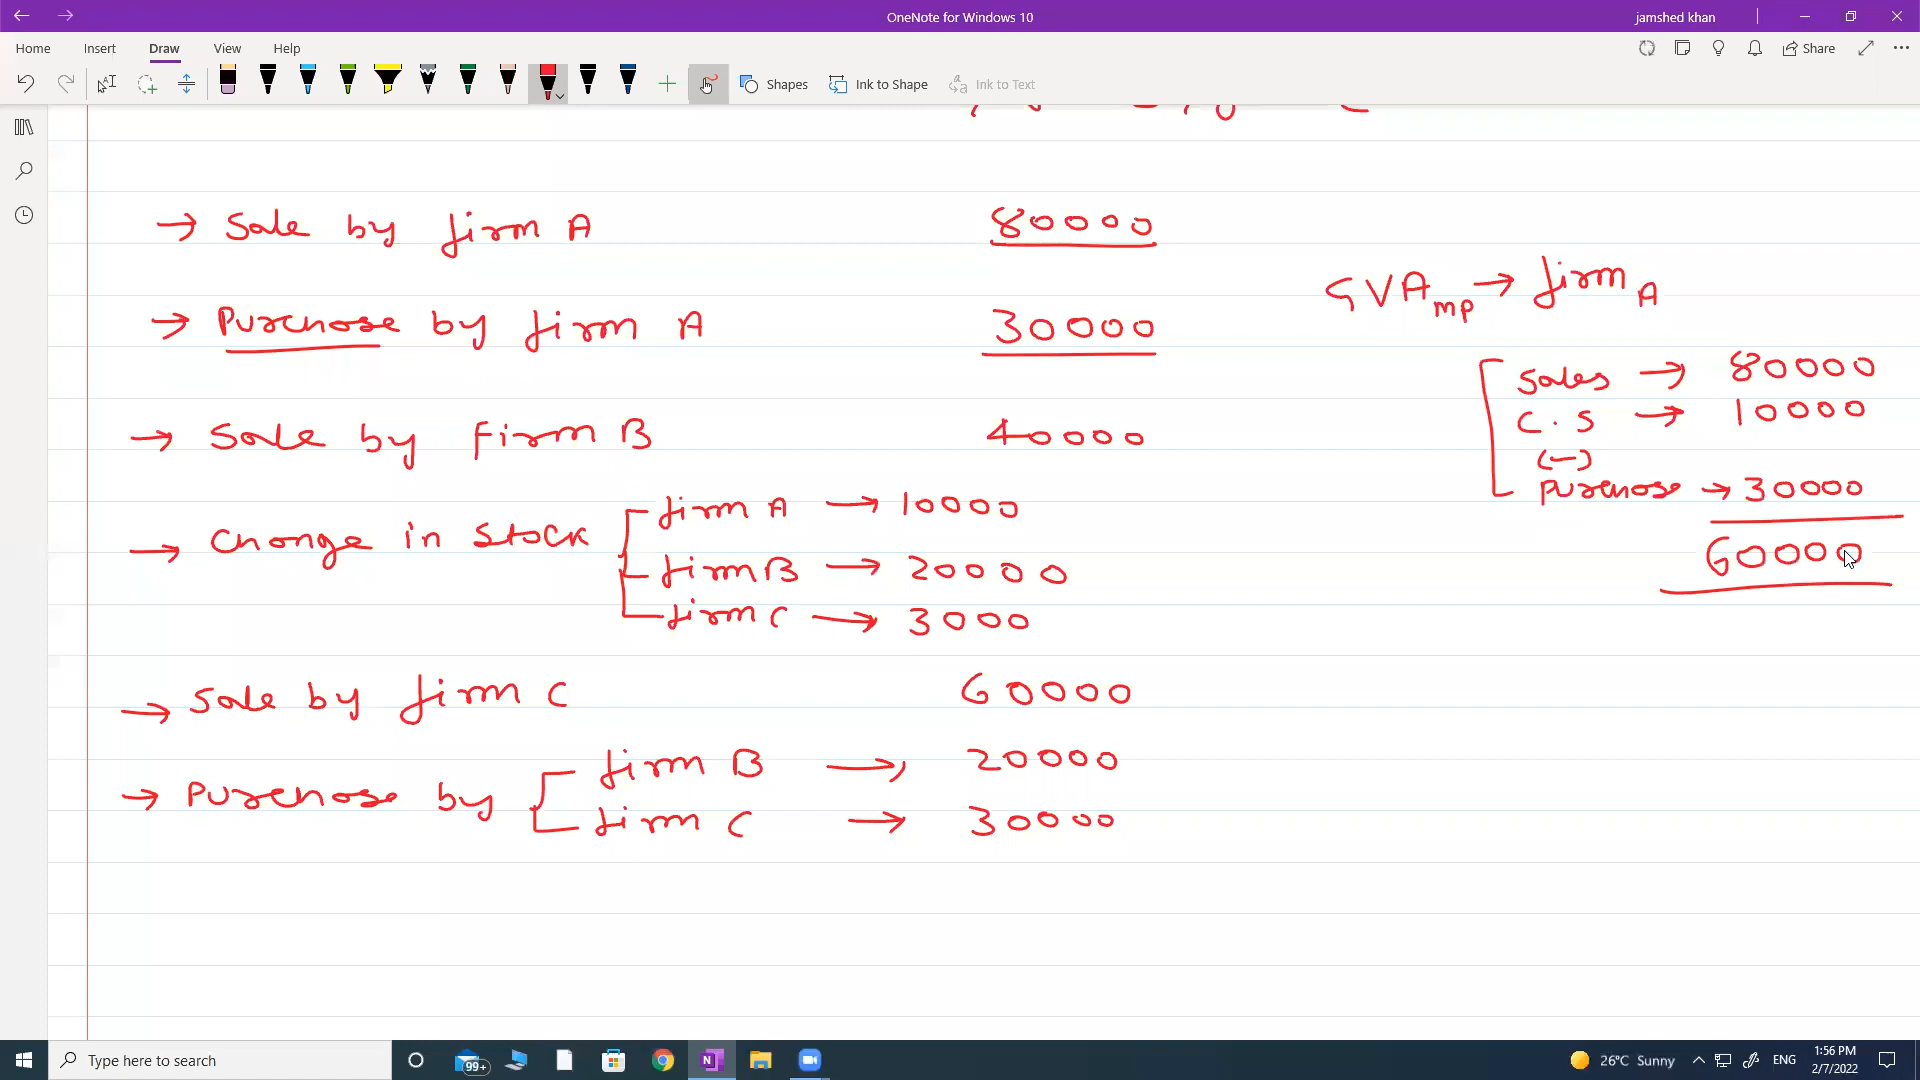 OneNote for Windows 10
jamshed khan
Home Insert Draw View Help
Share
Shapes
Ink to Shape
Ink to Text
→ Sale by firm A 80000
→ Purchase by firm A 30000
→ Sale by Firm B 40000
→ Change in Stock
firm A → 10000
firm B → 20000
firm C → 3000
→ Sale by firm C 60000
→ Purchase by
firm B → 20000
firm C → 30000
GVA mp → firm A
Sales → 80000
C.S → 10000
(-)
purchase → 30000
60000
Type here to search
99+
26°C Sunny
ENG
1:56 PM
2/7/2022